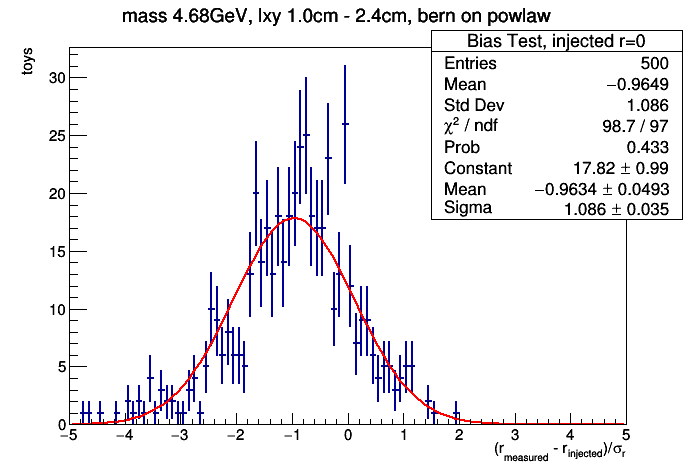 mass 4.68GeV, lxy 1.0cm - 2.4cm, bern on powlaw
Bias Test, injected r=0
Entries 500
Mean −0.9649
Std Dev 1.086
χ² / ndf 98.7 / 97
Prob 0.433
Constant 17.82 ± 0.99
Mean −0.9634 ± 0.0493
Sigma 1.086 ± 0.035
toys
30
25
20
15
10
5
0
−5 −4 −3 −2 −1 0 1 2 3 4 5
(r_measured - r_injected)/σ_r